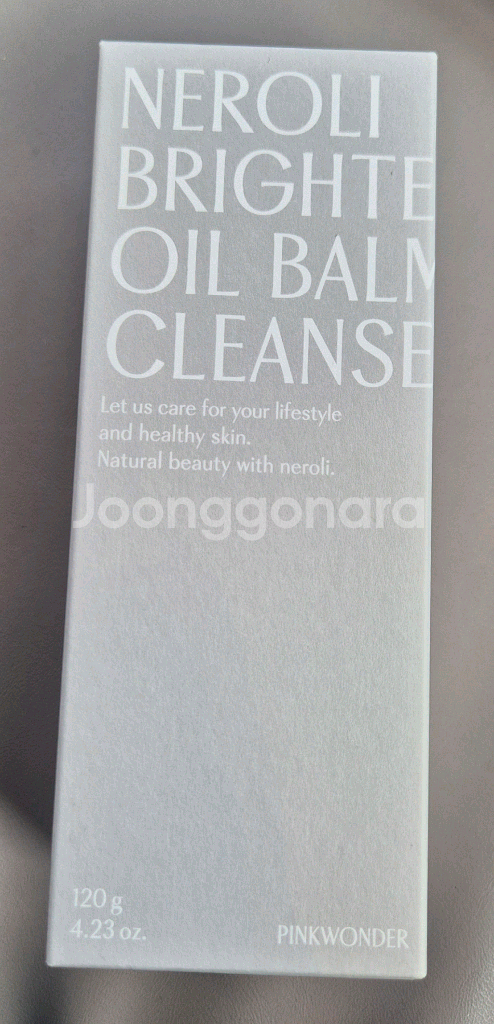 NEROLI
BRIGHTE
OIL BALM
CLEANSE
Let us care for your lifestyle
and healthy skin.
Natural beauty with neroli.
Joonggonara
120 g
4.23 oz.
PINKWONDER